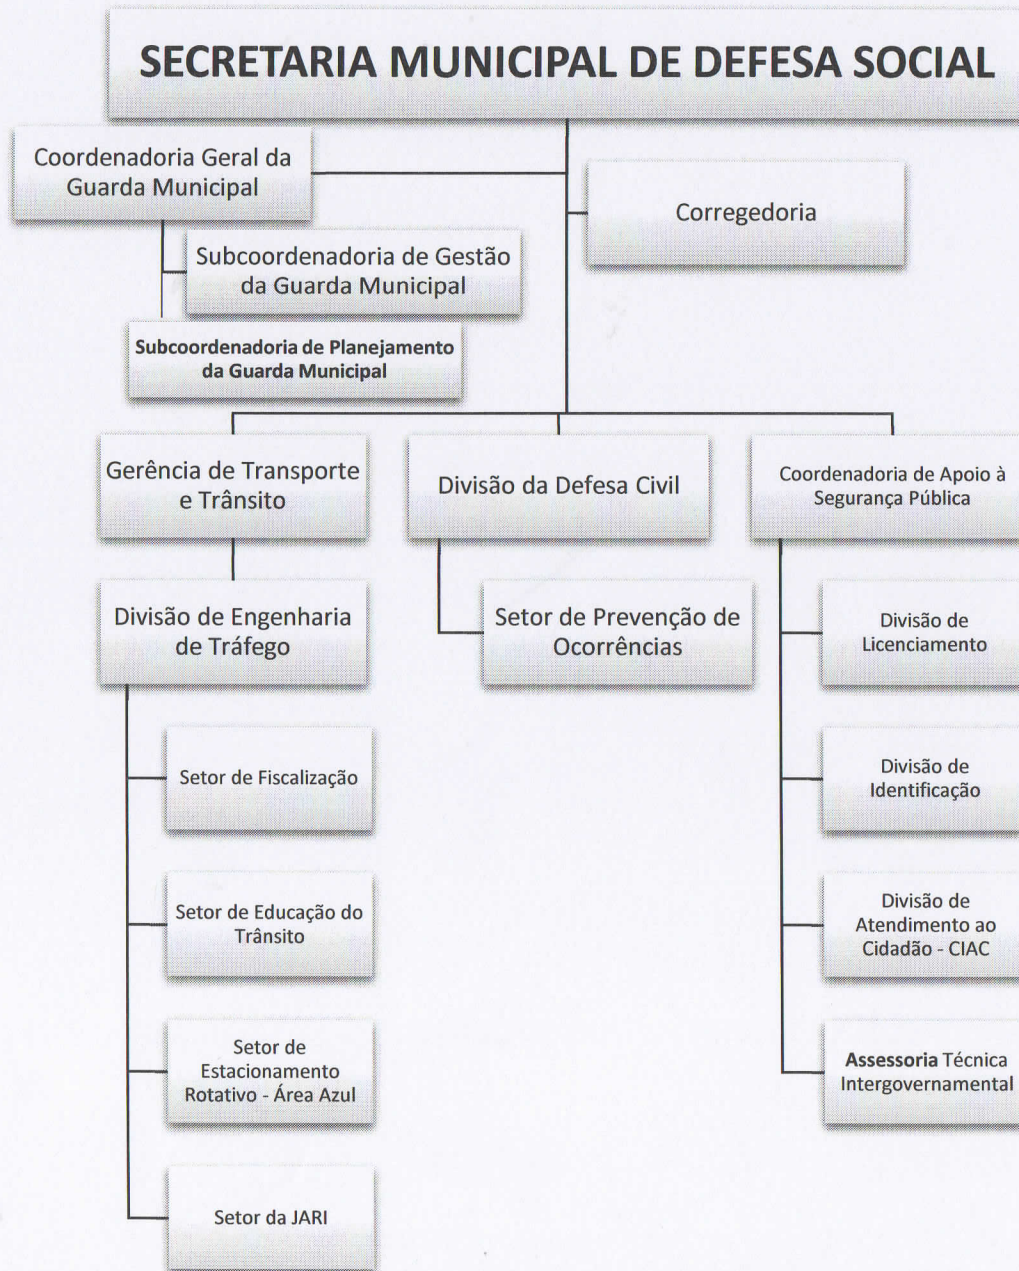 SECRETARIA MUNICIPAL DE DEFESA SOCIAL
Coordenadoria Geral da
Guarda Municipal
Corregedoria
Subcoordenadoria de Gestão
da Guarda Municipal
Subcoordenadoria de Planejamento
da Guarda Municipal
Gerência de Transporte
e Trânsito
Divisão da Defesa Civil
Coordenadoria de Apoio à
Segurança Pública
Divisão de Engenharia
de Tráfego
Setor de Prevenção de
Ocorrências
Divisão de
Licenciamento
Setor de Fiscalização
Divisão de
Identificação
Setor de Educação do
Trânsito
Divisão de
Atendimento ao
Cidadão - CIAC
Setor de
Estacionamento
Rotativo - Área Azul
Assessoria Técnica
Intergovernamental
Setor da JARI